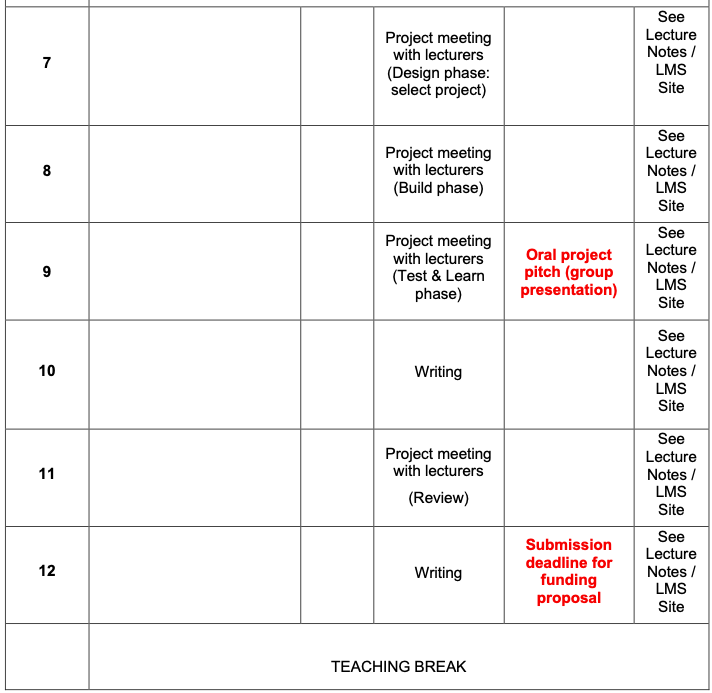 7
Project meeting
with lecturers
(Design phase:
select project)
See
Lecture
Notes /
LMS
Site
8
Project meeting
with lecturers
(Build phase)
See
Lecture
Notes /
LMS
Site
9
Project meeting
with lecturers
(Test & Learn
phase)
Oral project
pitch (group
presentation)
See
Lecture
Notes /
LMS
Site
10
Writing
See
Lecture
Notes /
LMS
Site
11
Project meeting
with lecturers
(Review)
See
Lecture
Notes /
LMS
Site
12
Writing
Submission
deadline for
funding
proposal
See
Lecture
Notes /
LMS
Site
TEACHING BREAK